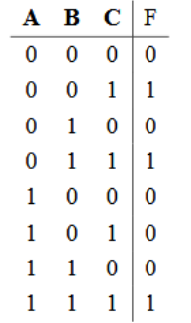 A B C F
0 0 0 0
0 0 1 1
0 1 0 0
0 1 1 1
1 0 0 0
1 0 1 0
1 1 0 0
1 1 1 1